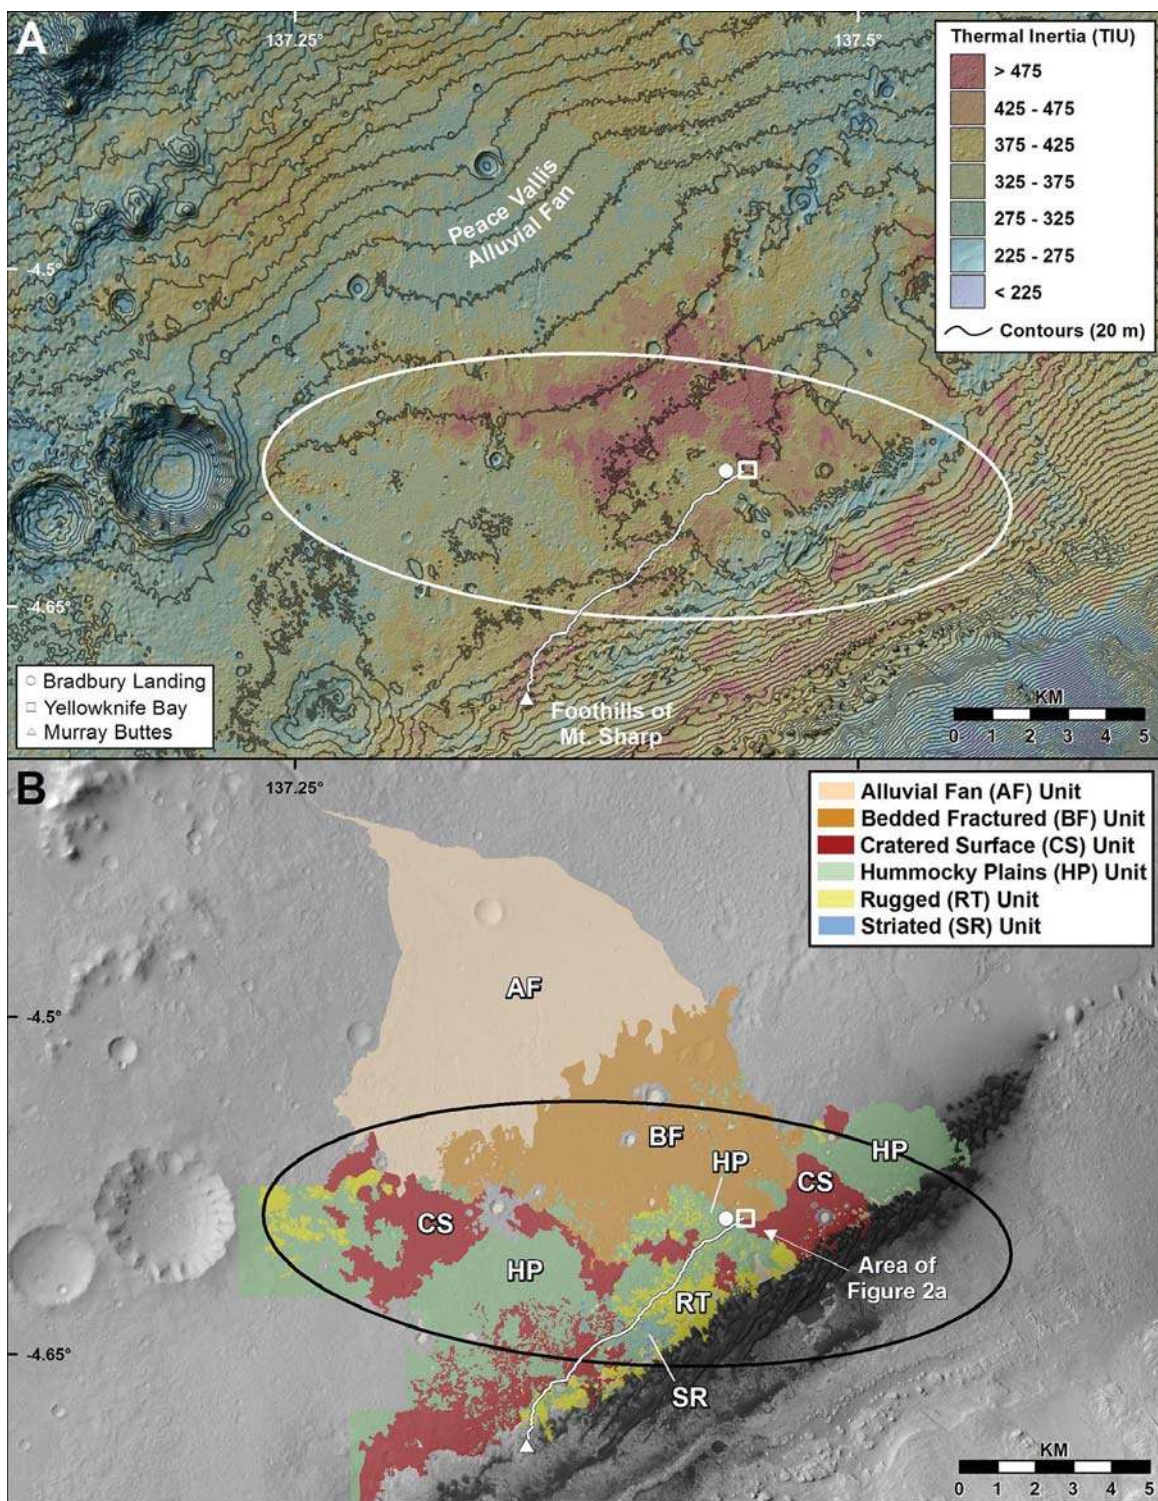 A
137.25°
137.5°
Thermal Inertia (TIU)
> 475
425 - 475
375 - 425
325 - 375
275 - 325
225 - 275
< 225
Contours (20 m)
Peace Vallis
Alluvial Fan
-4.5°
-4.65°
Bradbury Landing
Yellowknife Bay
Murray Buttes
Foothills of
Mt. Sharp
KM
0 1 2 3 4 5
B
137.25°
Alluvial Fan (AF) Unit
Bedded Fractured (BF) Unit
Cratered Surface (CS) Unit
Hummocky Plains (HP) Unit
Rugged (RT) Unit
Striated (SR) Unit
AF
-4.5°
BF
HP
HP
CS
CS
HP
Area of
Figure 2a
RT
-4.65°
SR
KM
0 1 2 3 4 5